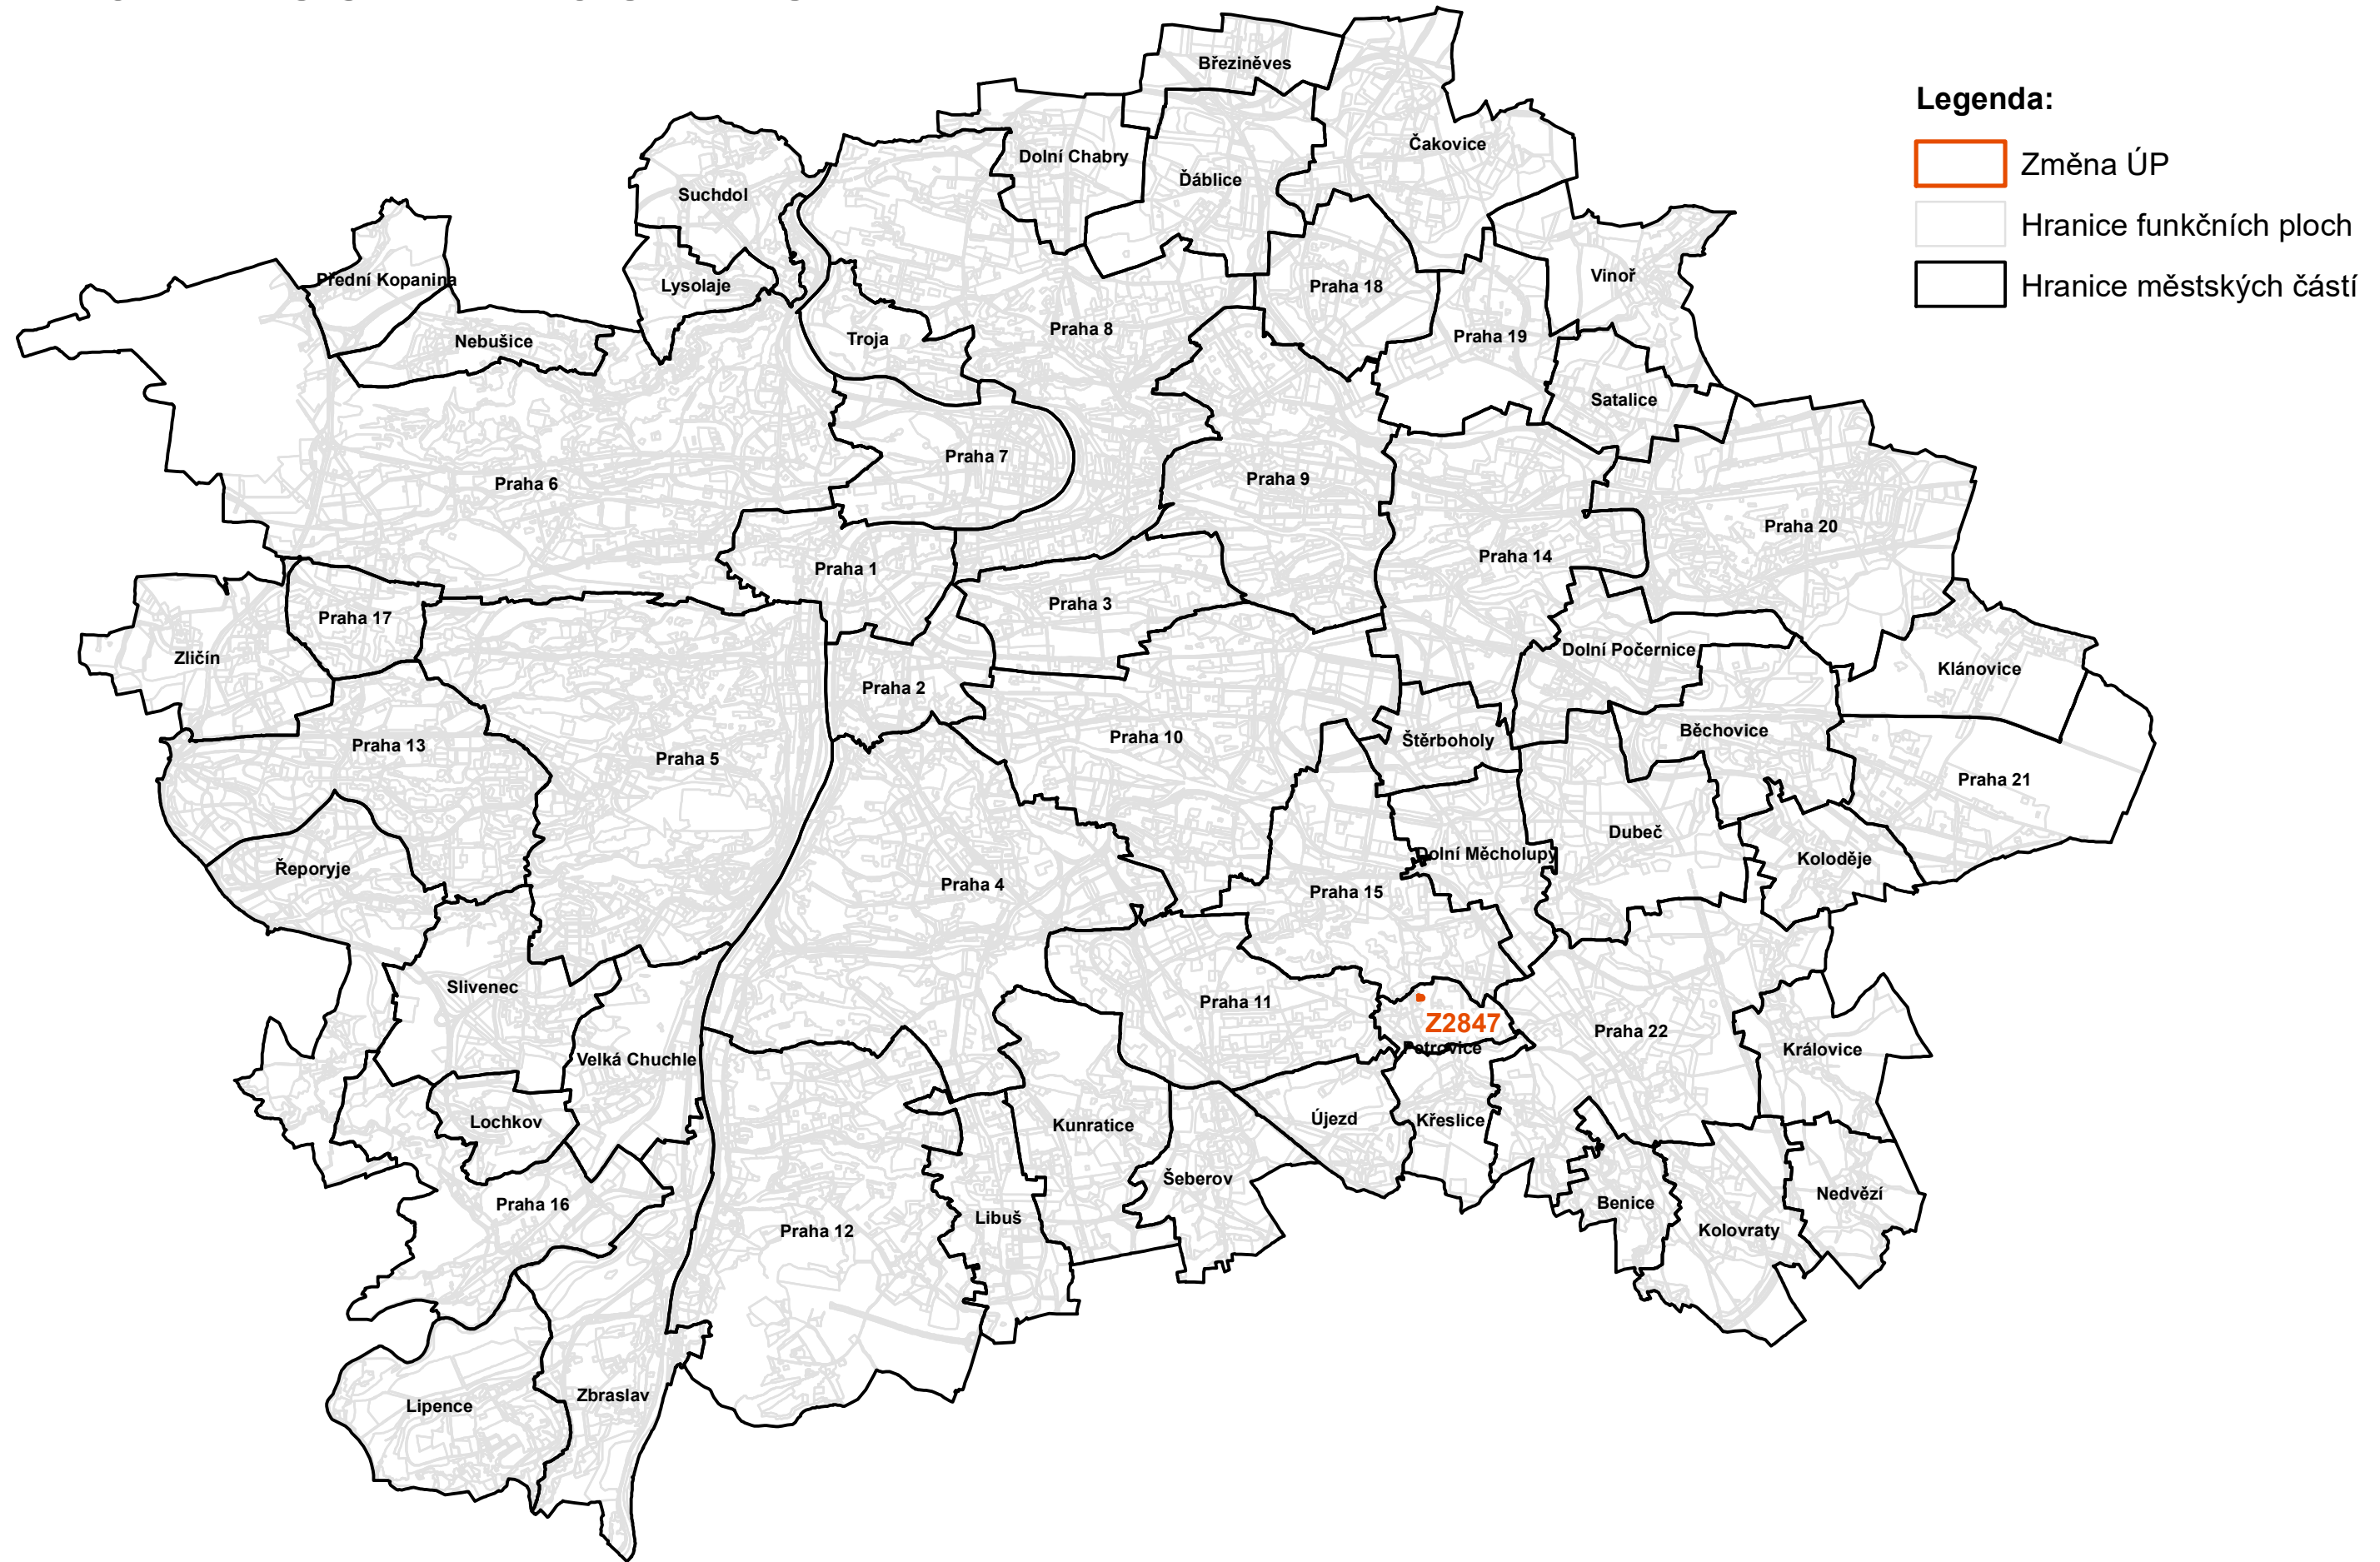 Legenda:
Změna ÚP
Hranice funkčních ploch
Hranice městských částí
Březiněves
Čakovice
Dolní Chabry
Ďáblice
Suchdol
Přední Kopanina
Lysolaje
Praha 18
Vinoř
Nebušice
Troja
Praha 8
Praha 19
Satalice
Praha 7
Praha 6
Praha 9
Praha 20
Praha 14
Praha 1
Praha 3
Praha 17
Zličín
Dolní Počernice
Klánovice
Praha 2
Praha 13
Praha 5
Praha 10
Štěrboholy
Běchovice
Praha 21
Dubeč
Koloděje
Dolní Měcholupy
Řeporyje
Praha 4
Praha 15
Slivenec
Praha 11
Z2847
Petrovice
Praha 22
Královice
Velká Chuchle
Lochkov
Kunratice
Újezd
Křeslice
Šeberov
Nedvězí
Benice
Praha 16
Libuš
Praha 12
Kolovraty
Zbraslav
Lipence